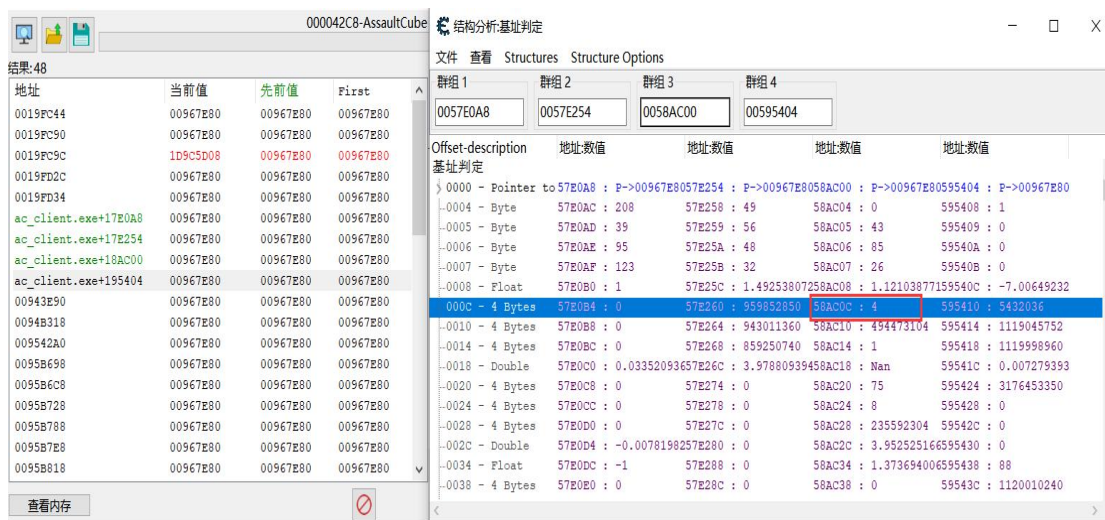 000042C8-AssaultCube
结果:48
地址 当前值 先前值 First
0019FC44 00967E80 00967E80 00967E80
0019FC90 00967E80 00967E80 00967E80
0019FC9C 1D9C5D08 00967E80 00967E80
0019FD2C 00967E80 00967E80 00967E80
0019FD34 00967E80 00967E80 00967E80
ac_client.exe+17E0A8 00967E80 00967E80 00967E80
ac_client.exe+17E254 00967E80 00967E80 00967E80
ac_client.exe+18AC00 00967E80 00967E80 00967E80
ac_client.exe+195404 00967E80 00967E80 00967E80
00943E90 00967E80 00967E80 00967E80
0094B318 00967E80 00967E80 00967E80
009542A0 00967E80 00967E80 00967E80
0095B698 00967E80 00967E80 00967E80
0095B6C8 00967E80 00967E80 00967E80
0095B728 00967E80 00967E80 00967E80
0095B788 00967E80 00967E80 00967E80
0095B7E8 00967E80 00967E80 00967E80
0095B818 00967E80 00967E80 00967E80
查看内存
结构分析:基址判定
文件 查看 Structures Structure Options
群组 1 群组 2 群组 3 群组 4
0057E0A8 0057E254 0058AC00 00595404
Offset-description 地址:数值 地址:数值 地址:数值 地址:数值
基址判定
0000 - Pointer to 57E0A8 : P->00967E80 57E254 : P->00967E80 58AC00 : P->00967E80 595404 : P->00967E80
0004 - Byte 57E0AC : 208 57E258 : 49 58AC04 : 0 595408 : 1
0005 - Byte 57E0AD : 39 57E259 : 56 58AC05 : 43 595409 : 0
0006 - Byte 57E0AE : 95 57E25A : 48 58AC06 : 85 59540A : 0
0007 - Byte 57E0AF : 123 57E25B : 32 58AC07 : 26 59540B : 0
0008 - Float 57E0B0 : 1 57E25C : 1.49253807 58AC08 : 1.12103877 59540C : -7.00649232
000C - 4 Bytes 57E0B4 : 0 57E260 : 959852850 58AC0C : 4 595410 : 5432036
0010 - 4 Bytes 57E0B8 : 0 57E264 : 943011360 58AC10 : 494473104 595414 : 1119045752
0014 - 4 Bytes 57E0BC : 0 57E268 : 859250740 58AC14 : 1 595418 : 1119998960
0018 - Double 57E0C0 : 0.033520936 57E26C : 3.978809394 58AC18 : Nan 59541C : 0.007279393
0020 - 4 Bytes 57E0C8 : 0 57E274 : 0 58AC20 : 75 595424 : 3176453350
0024 - 4 Bytes 57E0CC : 0 57E278 : 0 58AC24 : 8 595428 : 0
0028 - 4 Bytes 57E0D0 : 0 57E27C : 0 58AC28 : 235592304 59542C : 0
002C - Double 57E0D4 : -0.0078198 257E280 : 0 58AC2C : 3.952525166 595430 : 0
0034 - Float 57E0DC : -1 57E288 : 0 58AC34 : 1.373694006 595438 : 88
0038 - 4 Bytes 57E0E0 : 0 57E28C : 0 58AC38 : 0 59543C : 1120010240